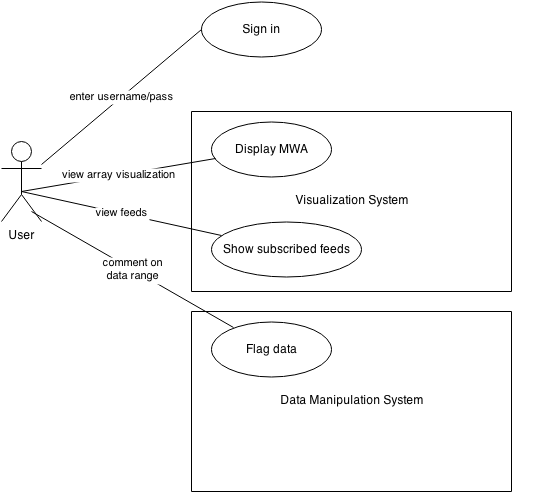 Sign in
enter username/pass
Display MWA
view array visualization
Visualization System
view feeds
User
Show subscribed feeds
comment on
data range
Flag data
Data Manipulation System